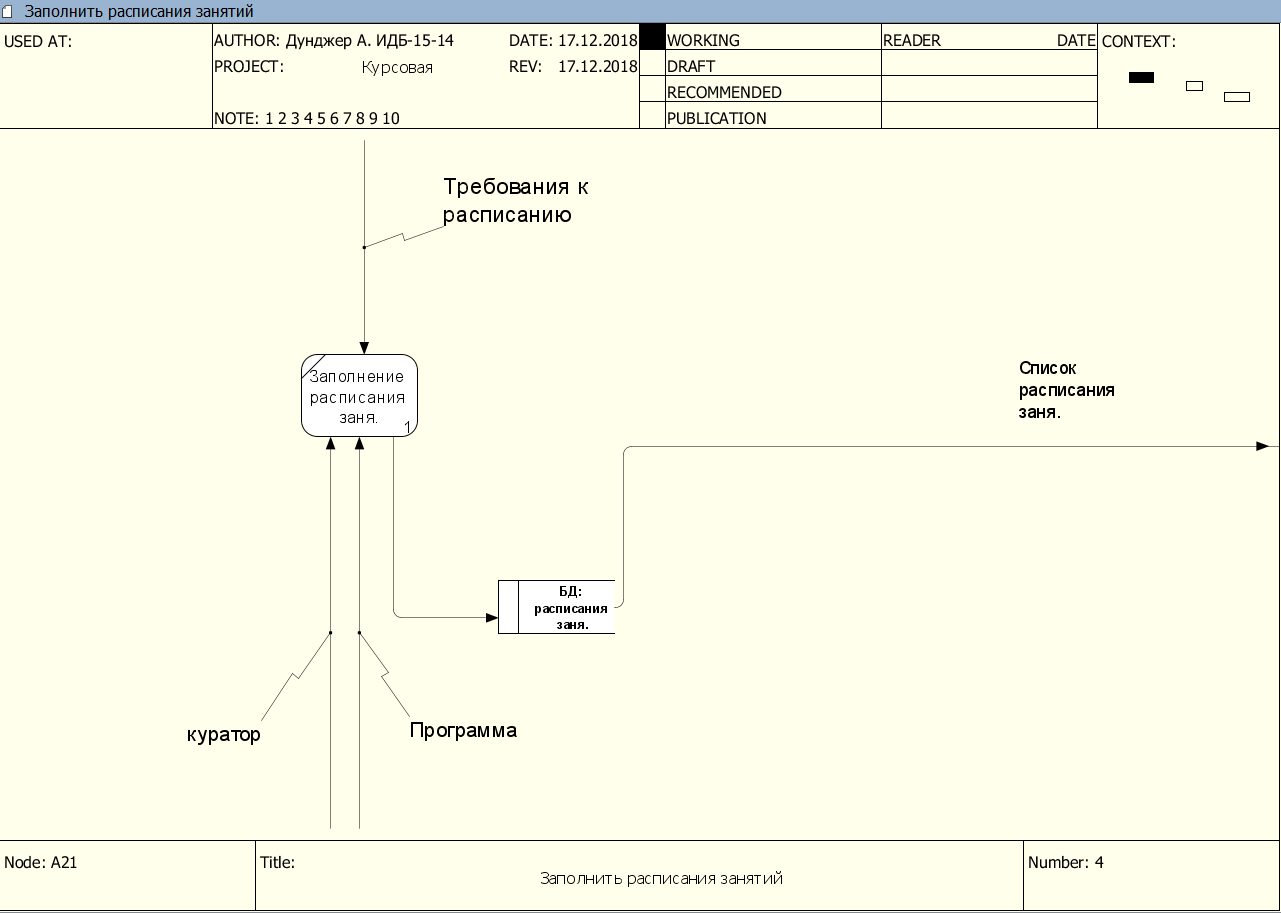 Заполнить расписания занятий
USED AT:
AUTHOR: Дунджер А. ИДБ-15-14
DATE: 17.12.2018
PROJECT: Курсовая
REV: 17.12.2018
NOTE: 1 2 3 4 5 6 7 8 9 10
WORKING
DRAFT
RECOMMENDED
PUBLICATION
READER DATE
CONTEXT:
Требования к
расписанию
Заполнение
расписания
заня.
1
Список
расписания
заня.
БД:
расписания
заня.
куратор
Программа
Node: A21
Title:
Заполнить расписания занятий
Number: 4